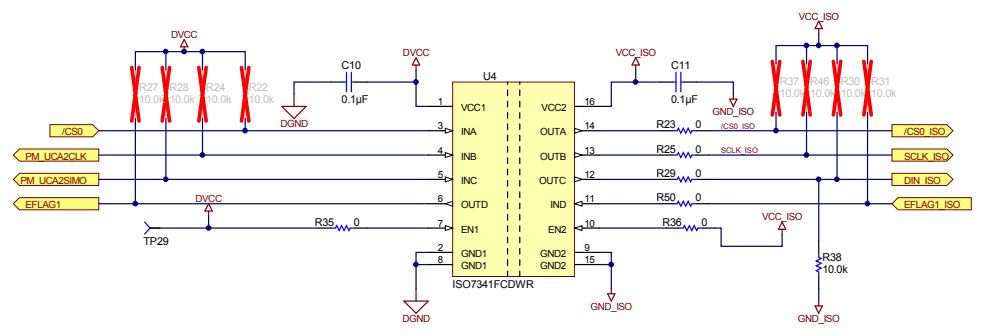 DVCC
R27
10.0k
R28
10.0k
R24
10.0k
R22
10.0k
C10
0.1µF
DGND
DVCC
VCC_ISO
C11
0.1µF
GND_ISO
VCC_ISO
R37
10.0k
R46
10.0k
R30
10.0k
R31
10.0k
U4
1
VCC1
VCC2
16
/CS0
3
INA
OUTA
14
R23
0
/CS0_ISO
/CS0_ISO
PM_UCA2CLK
4
INB
OUTB
13
R25
0
SCLK_ISO
SCLK_ISO
PM_UCA2SIMO
5
INC
OUTC
12
R29
0
DIN_ISO
EFLAG1
6
OUTD
IND
11
R50
0
EFLAG1_ISO
DVCC
TP29
R35
0
7
EN1
EN2
10
R36
0
VCC_ISO
2
GND1
GND2
9
8
GND1
GND2
15
ISO7341FCDWR
DGND
GND_ISO
R38
10.0k
GND_ISO